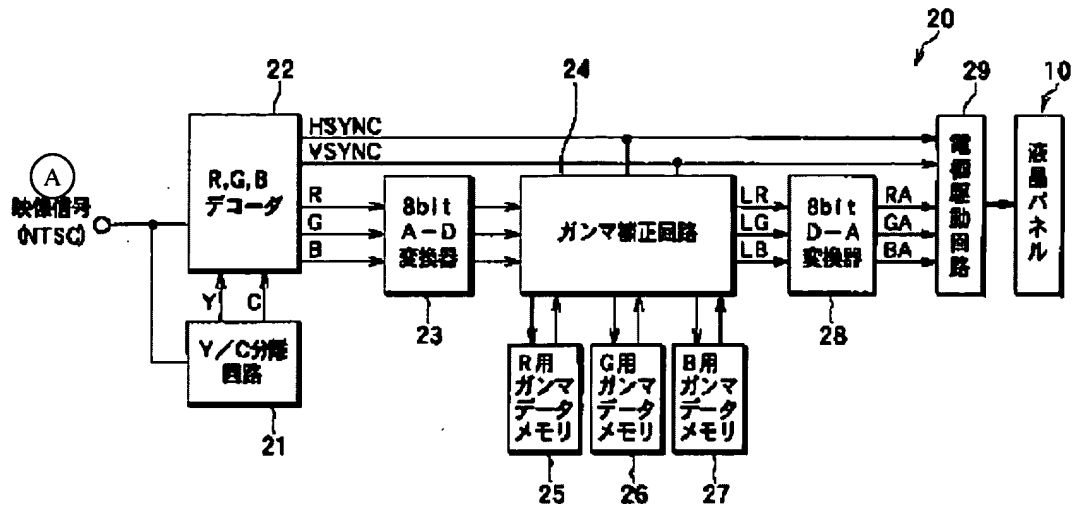 20
22
24
29
10
HSYNC
VSYNC
A
映像信号
(NTSC)
R,G,B
デコーダ
R
G
B
8bit
A-D
変換器
ガンマ補正回路
LR
LG
LB
8bit
D-A
変換器
RA
GA
BA
電極駆動回路
液晶パネル
Y
C
23
28
Y/C分離
回路
21
R用
ガンマ
データ
メモリ
G用
ガンマ
データ
メモリ
B用
ガンマ
データ
メモリ
25
26
27